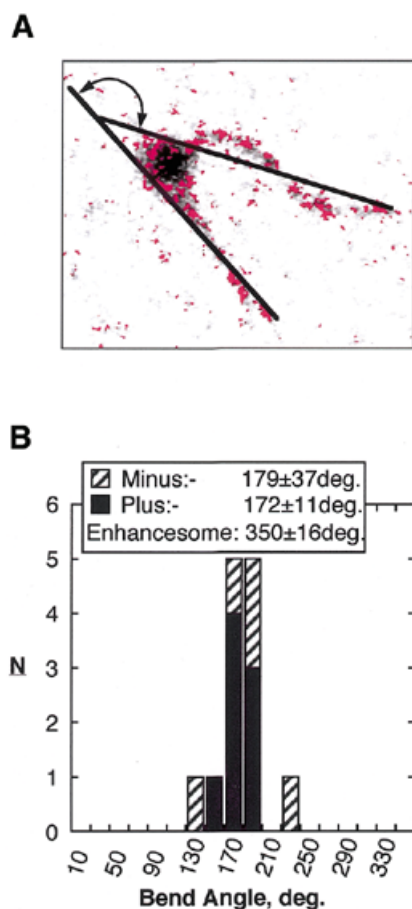 A
B
Minus:- 179±37deg.
Plus:- 172±11deg.
Enhancesome: 350±16deg.
6
5
4
3
2
1
0
N
10 50 90 130 170 210 250 290 330
Bend Angle, deg.